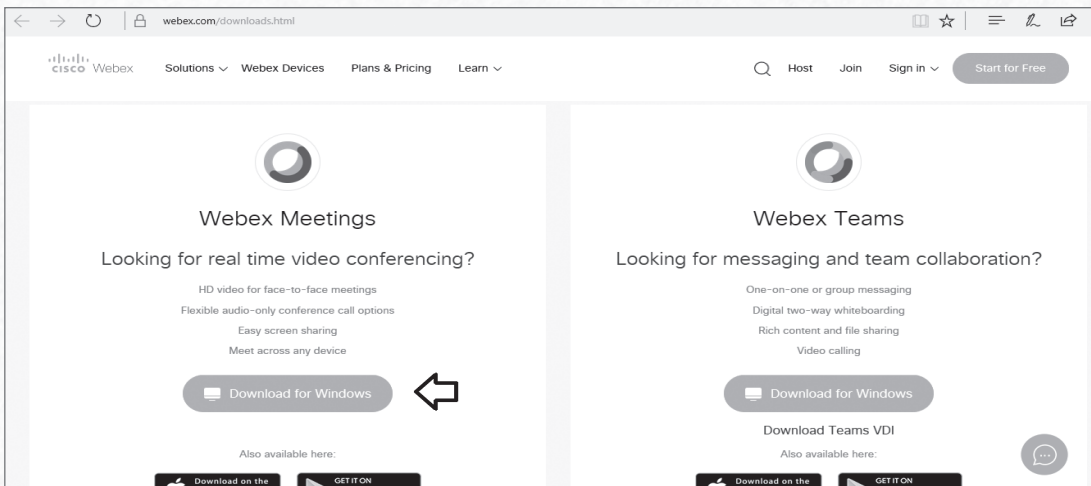 webex.com/downloads.html
CISCO Webex Solutions Webex Devices Plans & Pricing Learn Host Join Sign in Start for Free
Webex Meetings
Looking for real time video conferencing?
HD video for face-to-face meetings
Flexible audio-only conference call options
Easy screen sharing
Meet across any device
Download for Windows
Also available here:
Download on the
GET IT ON
Webex Teams
Looking for messaging and team collaboration?
One-on-one or group messaging
Digital two-way whiteboarding
Rich content and file sharing
Video calling
Download for Windows
Download Teams VDI
Also available here:
Download on the
GET IT ON